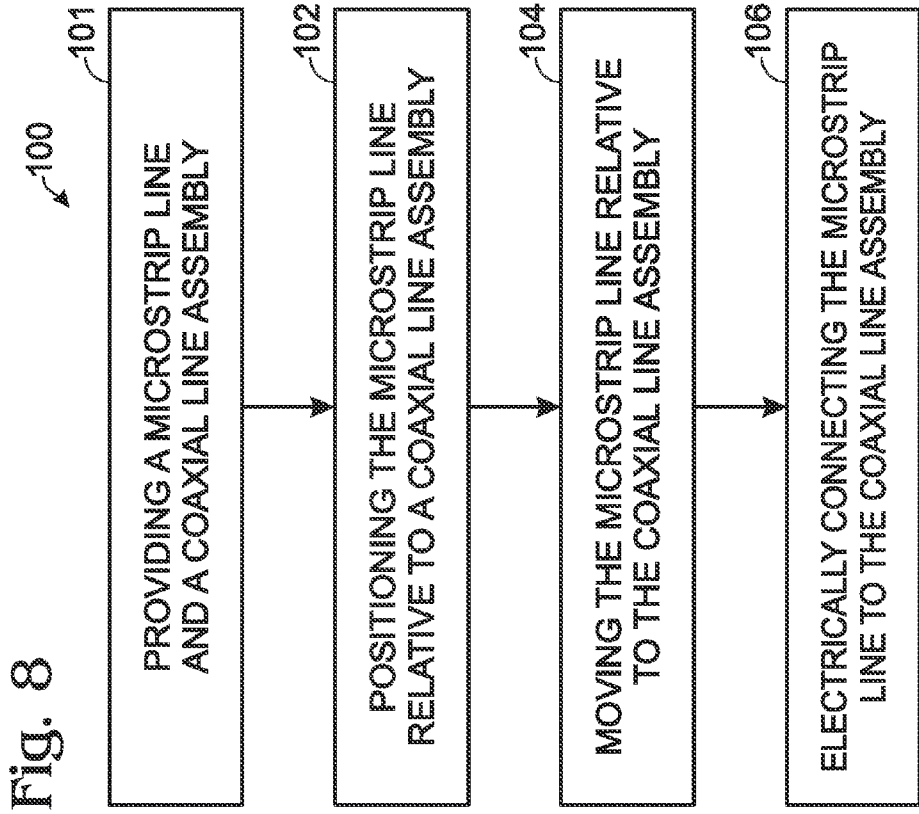 Fig. 8
100
101
PROVIDING A MICROSTRIP LINE
AND A COAXIAL LINE ASSEMBLY
102
POSITIONING THE MICROSTRIP LINE
RELATIVE TO A COAXIAL LINE ASSEMBLY
104
MOVING THE MICROSTRIP LINE RELATIVE
TO THE COAXIAL LINE ASSEMBLY
106
ELECTRICALLY CONNECTING THE MICROSTRIP
LINE TO THE COAXIAL LINE ASSEMBLY